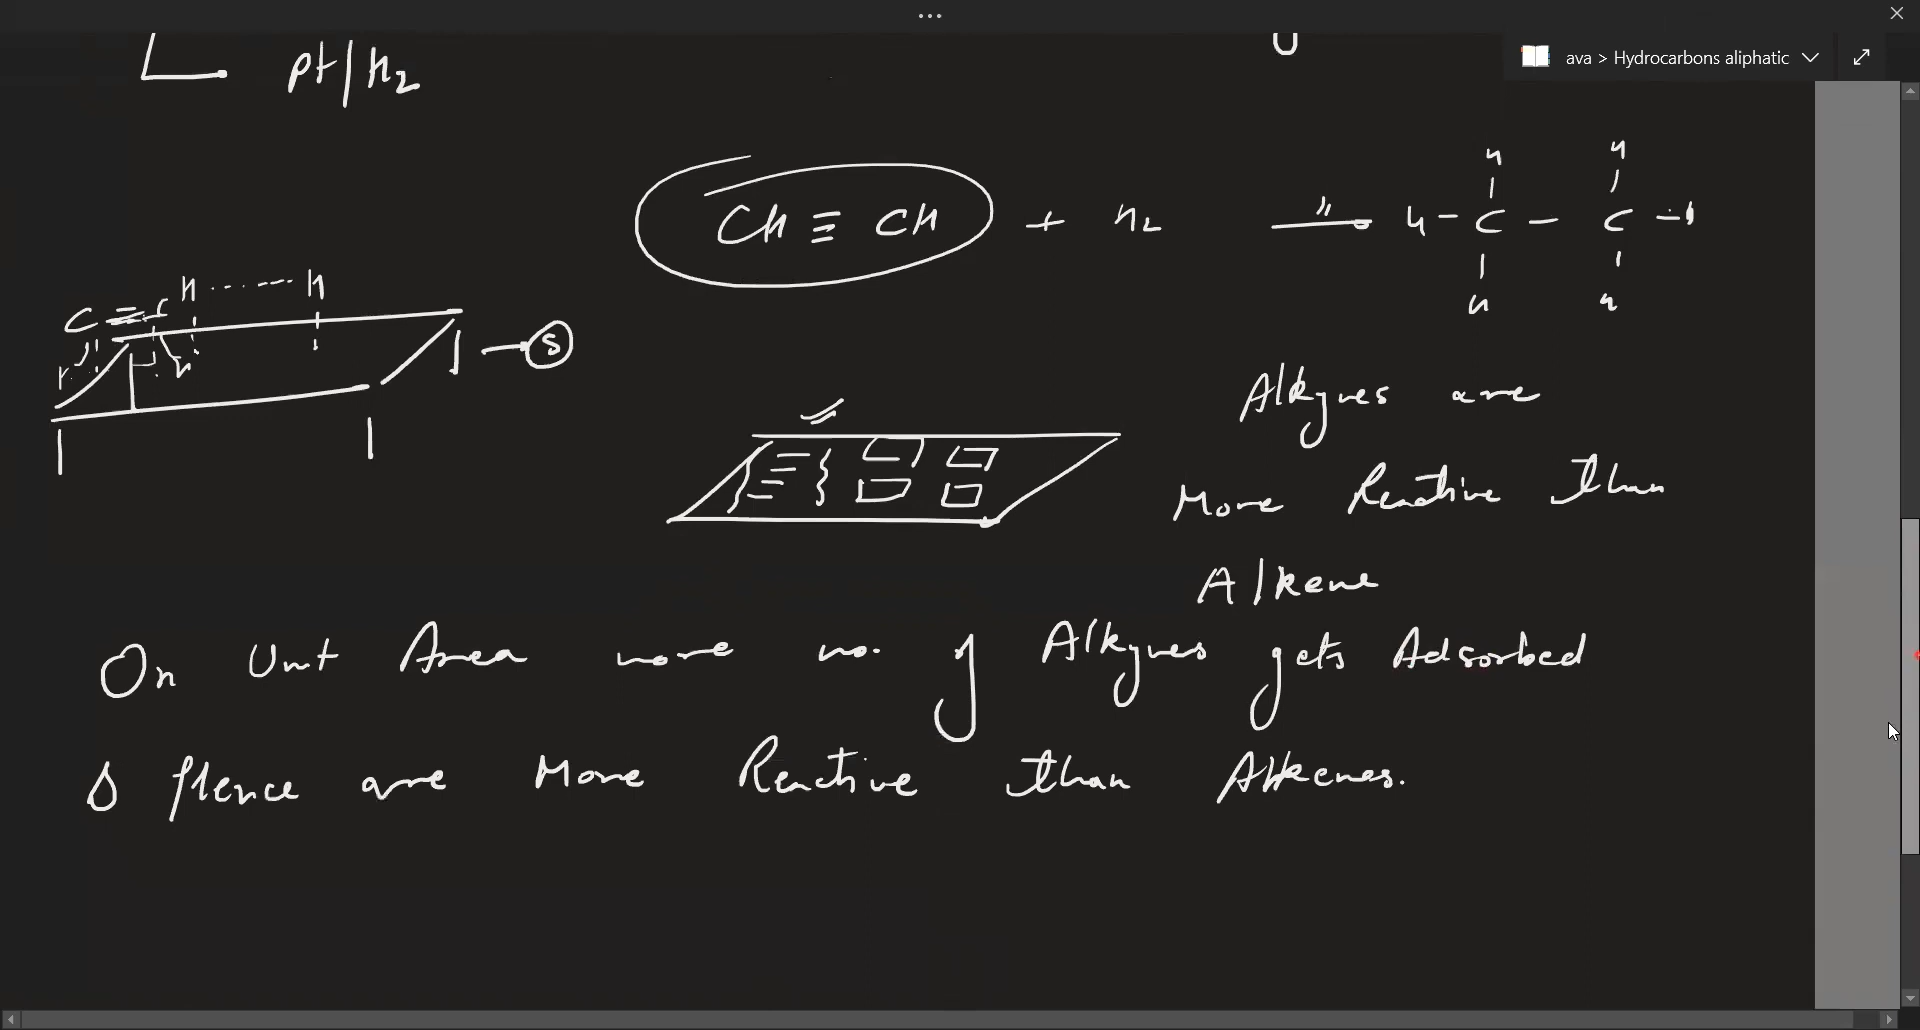 ...
ava > Hydrocarbons aliphatic
pt/H2
H H
CH ≡ CH + H2 → H - C - C - H
H H
C ≡ C H ...... H
H H
S
Alkynes are
More Reactive than
Alkene
On Unit Area more no. of Alkynes gets Adsorbed
& Hence are More Reactive than Alkenes.